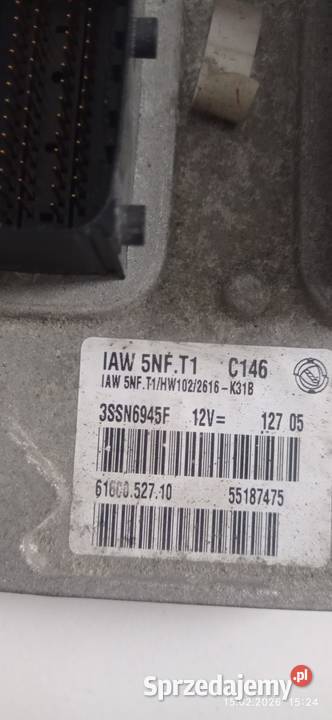 IAW 5NF.T1 C146
IAW 5NF.T1/HW102/2616-K31B
3SSN6945F 12V= 127 05
61600.527.10 55187475
15.02.2026 15:24
Sprzedajemy.pl